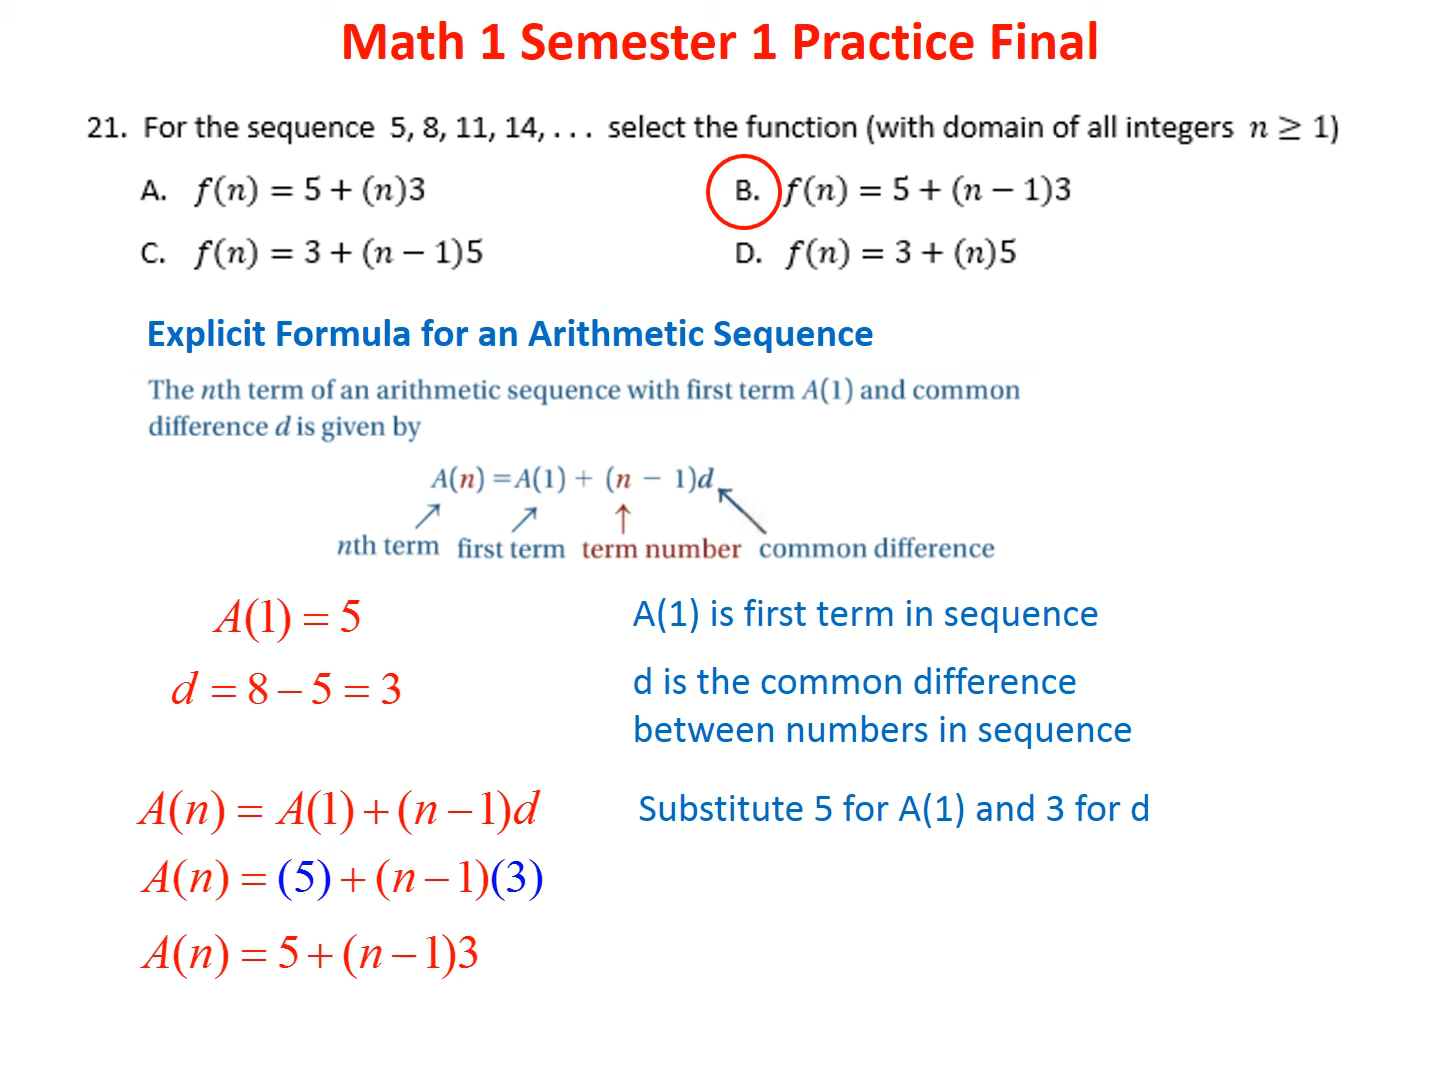 Math 1 Semester 1 Practice Final
21. For the sequence 5, 8, 11, 14, . . . select the function (with domain of all integers n ≥ 1)
A. f(n) = 5 + (n)3
B. f(n) = 5 + (n − 1)3
C. f(n) = 3 + (n − 1)5
D. f(n) = 3 + (n)5
Explicit Formula for an Arithmetic Sequence
The nth term of an arithmetic sequence with first term A(1) and common
difference d is given by
A(n) = A(1) + (n − 1)d
nth term first term term number common difference
A(1) = 5
A(1) is first term in sequence
d = 8 − 5 = 3
d is the common difference
between numbers in sequence
A(n) = A(1) + (n − 1)d
Substitute 5 for A(1) and 3 for d
A(n) = (5) + (n − 1)(3)
A(n) = 5 + (n − 1)3